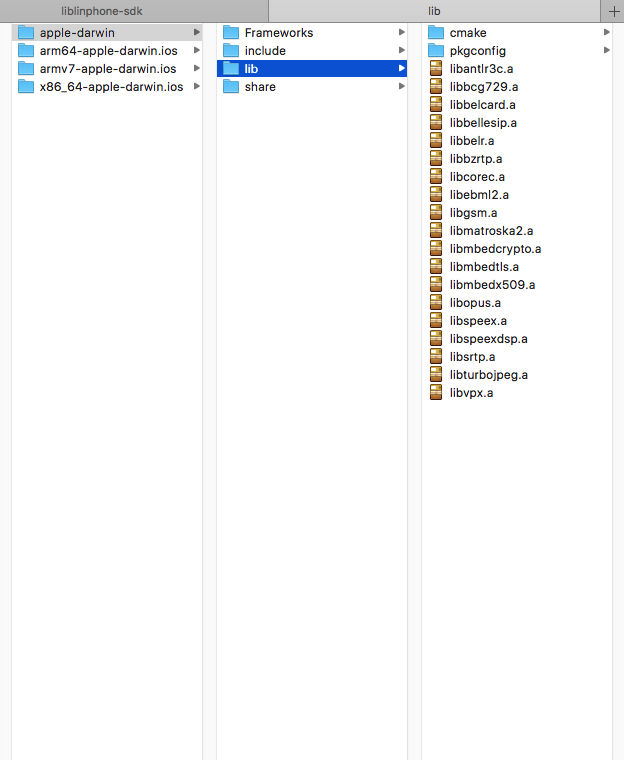 liblinphone-sdk
lib
apple-darwin
arm64-apple-darwin.ios
armv7-apple-darwin.ios
x86_64-apple-darwin.ios
Frameworks
include
lib
share
cmake
pkgconfig
libantlr3c.a
libbcg729.a
libbelcard.a
libbellesip.a
libbelr.a
libbzrtp.a
libcorec.a
libebml2.a
libgsm.a
libmatroska2.a
libmbedcrypto.a
libmbedtls.a
libmbedx509.a
libopus.a
libspeex.a
libspeexdsp.a
libsrtp.a
libturbojpeg.a
libvpx.a